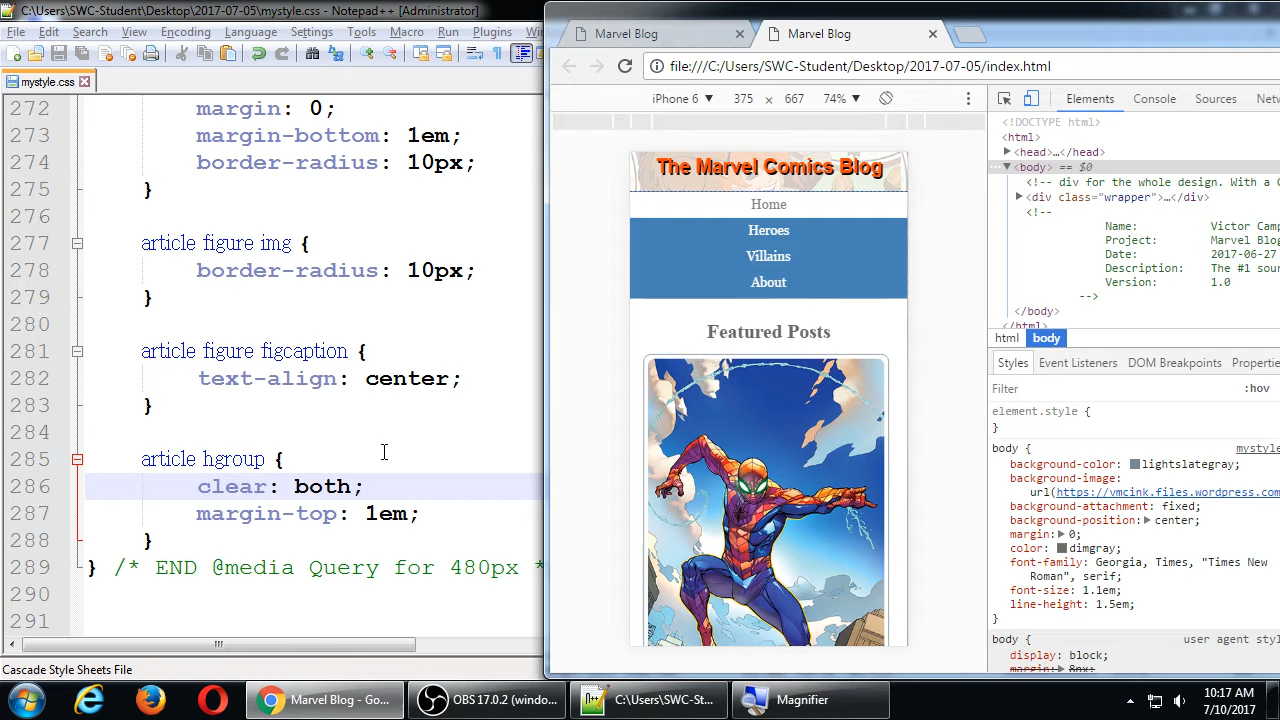 C:\Users\SWC-Student\Desktop\2017-07-05\mystyle.css - Notepad++ [Administrator]
File Edit Search View Encoding Language Settings Tools Macro Run Plugins
mystyle.css
272 margin: 0;
273 margin-bottom: 1em;
274 border-radius: 10px;
275 }
276
277 article figure img {
278 border-radius: 10px;
279 }
280
281 article figure figcaption {
282 text-align: center;
283 }
284
285 article hgroup {
286 clear: both;
287 margin-top: 1em;
288 }
289 } /* END @media Query for 480px *
290
291
Cascade Style Sheets File
Marvel Blog
Marvel Blog
file:///C:/Users/SWC-Student/Desktop/2017-07-05/index.html
iPhone 6 ▼ 375 x 667 74% ▼
The Marvel Comics Blog
Home
Heroes
Villains
About
Featured Posts
Elements Console Sources Netw
<!DOCTYPE html>
<html>
<head>…</head>
<body> == $0
<!-- div for the whole design. With a C
<div class="wrapper">…</div>
<!--
Name: Victor Camp
Project: Marvel Blog
Date: 2017-06-27
Description: The #1 sour
Version: 1.0
-->
</body>
</html>
html body
Styles Event Listeners DOM Breakpoints Properties
Filter :hov
element.style {
}
body { mystyle.
background-color: lightslategray;
background-image:
url(https://vmcink.files.wordpress.com
background-attachment: fixed;
background-position: center;
margin: 0;
color: dimgray;
font-family: Georgia, Times, "Times New
Roman", serif;
font-size: 1.1em;
line-height: 1.5em;
}
body { user agent style
display: block;
margin: 8px;
Marvel Blog - Go...
OBS 17.0.2 (windo...
C:\Users\SWC-St...
Magnifier
10:17 AM
7/10/2017